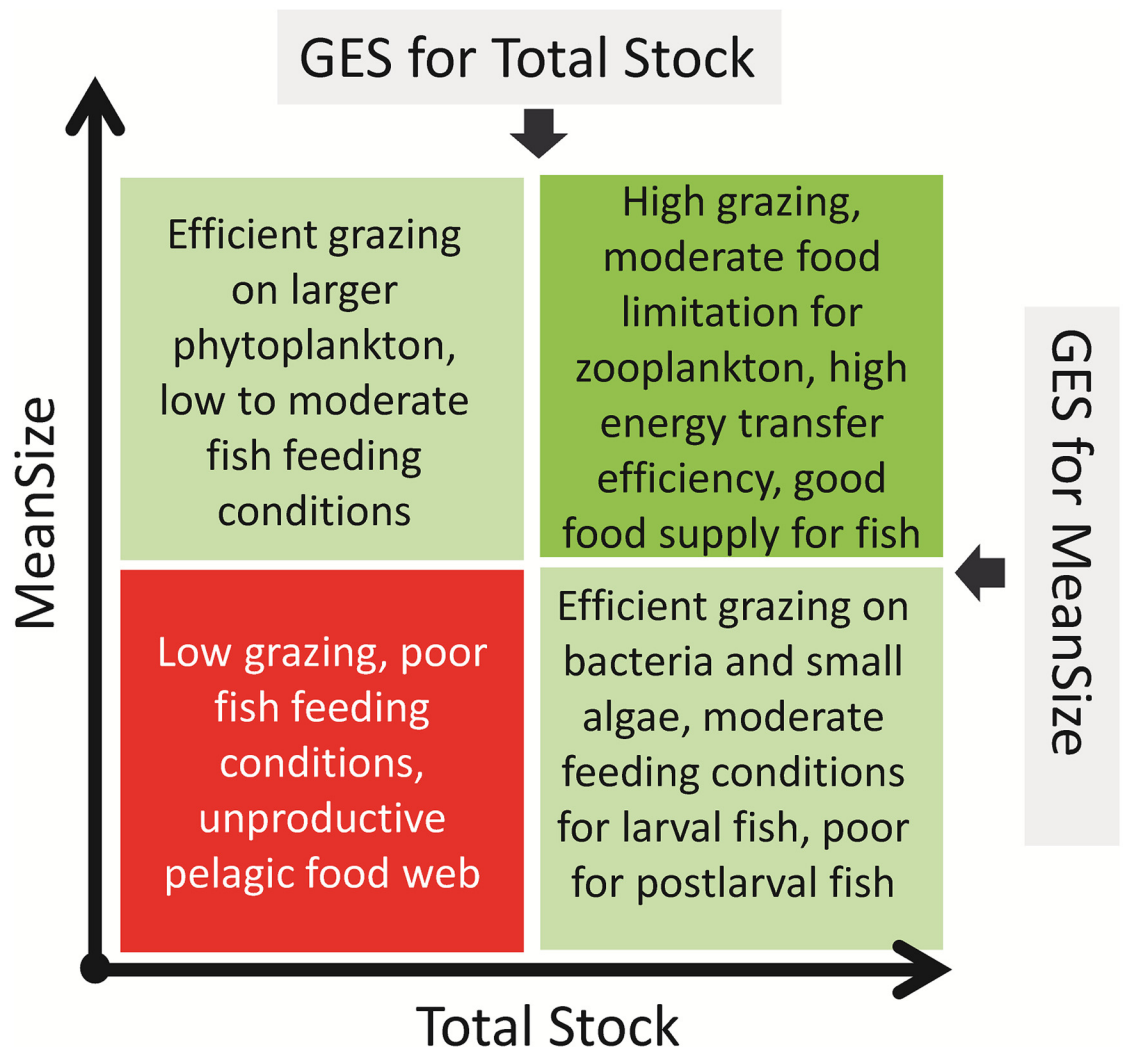 GES for Total Stock
Efficient grazing
on larger
phytoplankton,
low to moderate
fish feeding
conditions
High grazing,
moderate food
limitation for
zooplankton, high
energy transfer
efficiency, good
food supply for fish
MeanSize
GES for MeanSize
Low grazing, poor
fish feeding
conditions,
unproductive
pelagic food web
Efficient grazing on
bacteria and small
algae, moderate
feeding conditions
for larval fish, poor
for postlarval fish
Total Stock